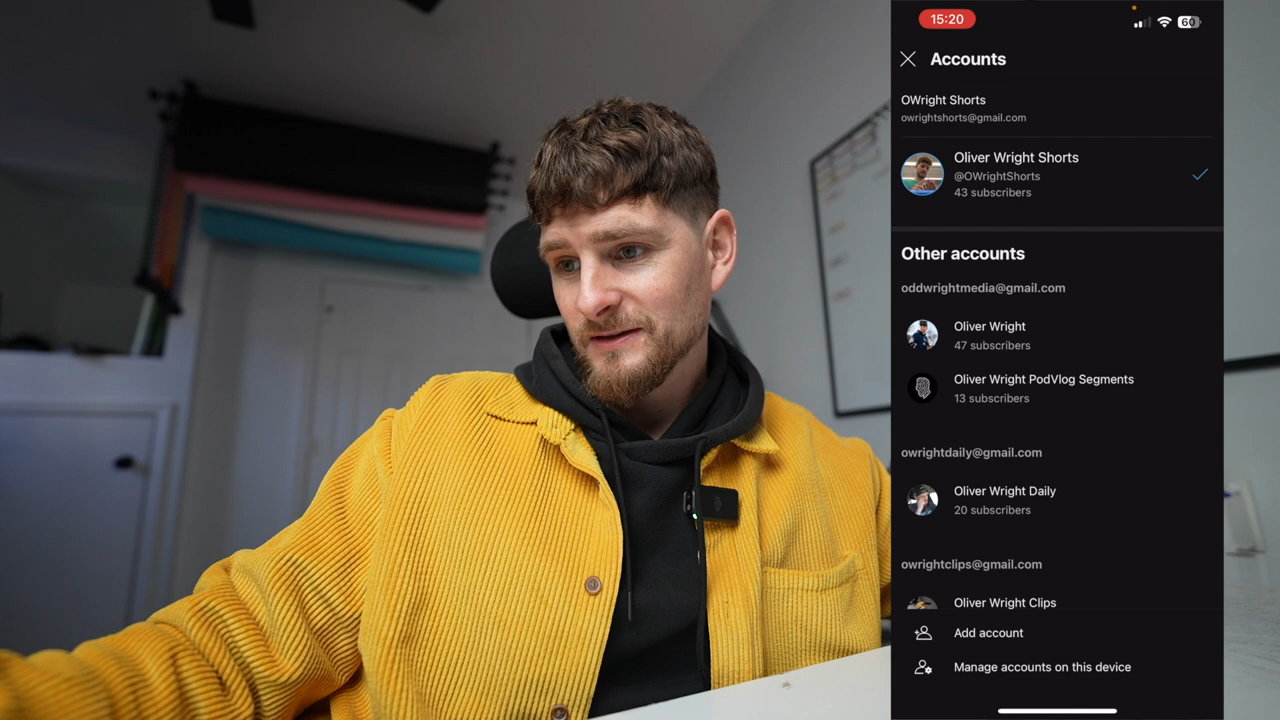 15:20
60
Accounts
OWright Shorts
owrightshorts@gmail.com
Oliver Wright Shorts
@OWrightShorts
43 subscribers
Other accounts
oddwrightmedia@gmail.com
Oliver Wright
47 subscribers
Oliver Wright PodVlog Segments
13 subscribers
owrightdaily@gmail.com
Oliver Wright Daily
20 subscribers
owrightclips@gmail.com
Oliver Wright Clips
Add account
Manage accounts on this device